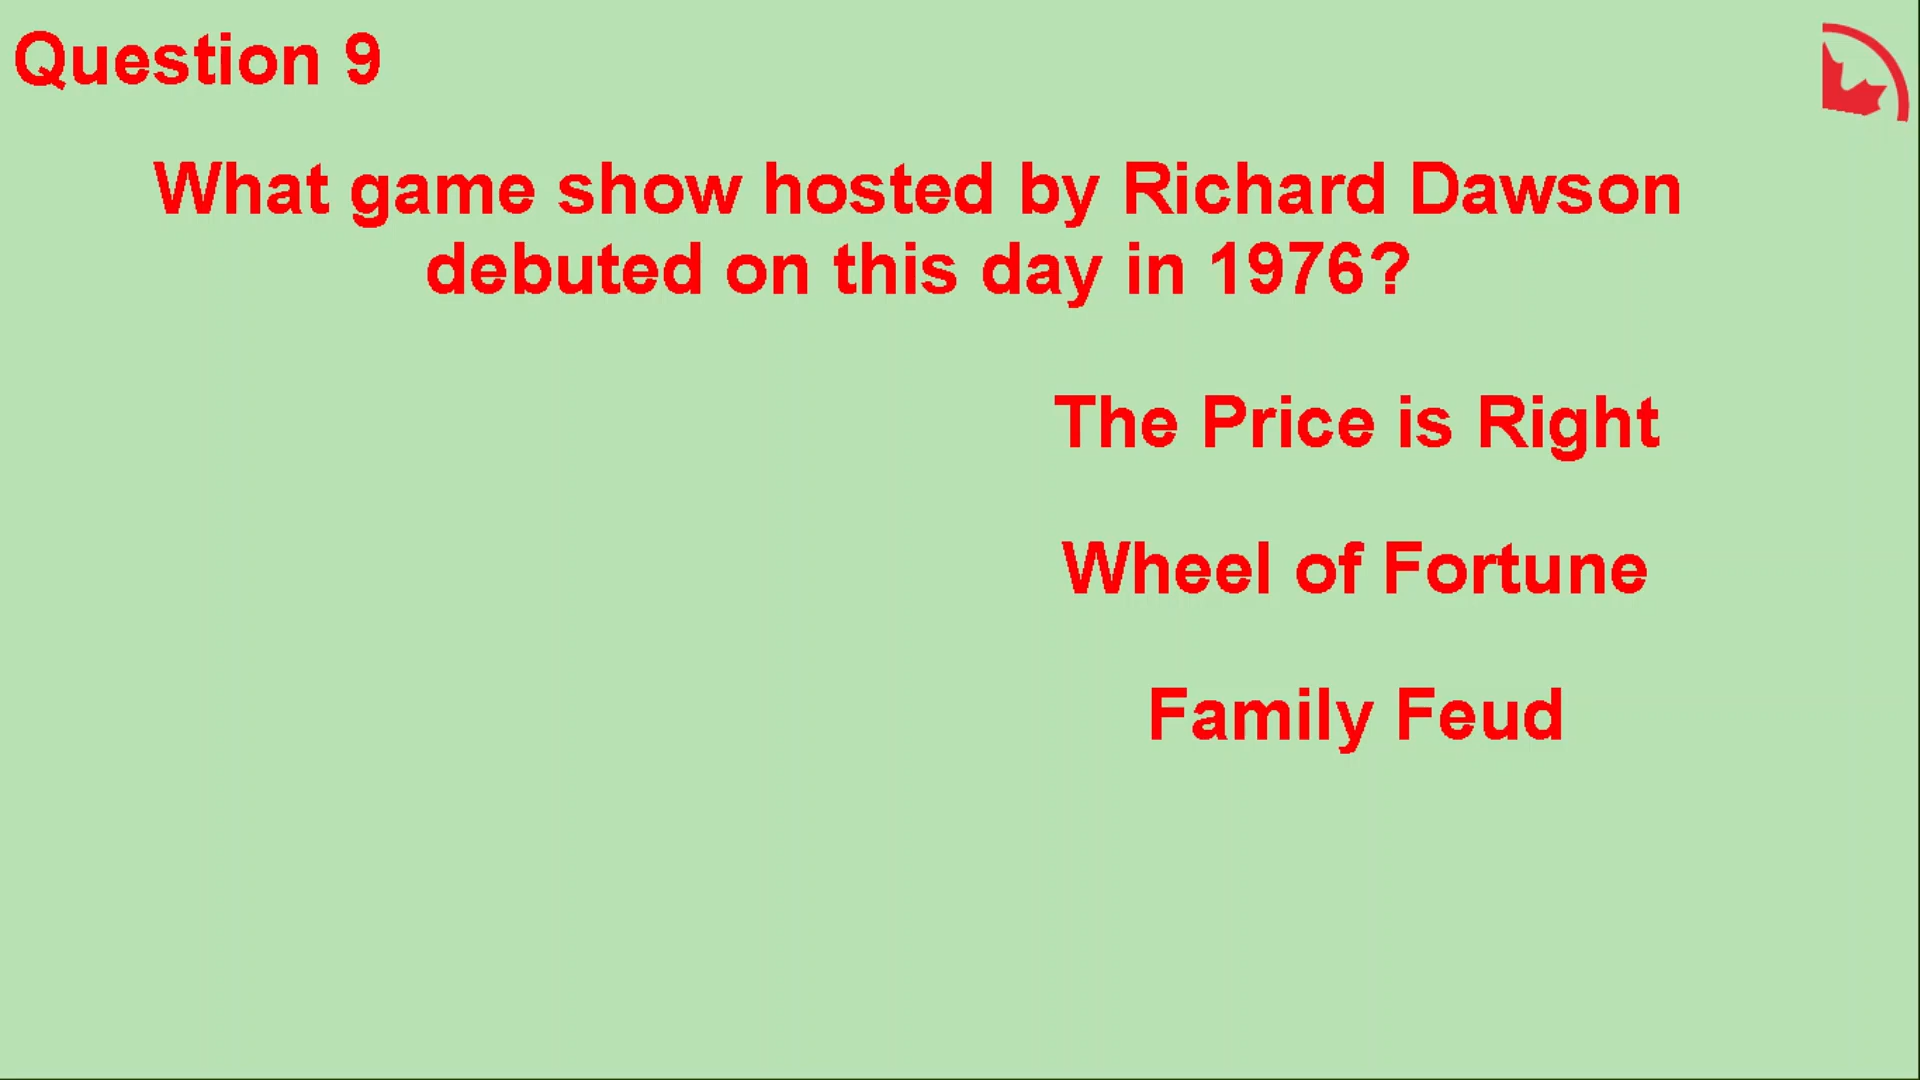 Question 9
What game show hosted by Richard Dawson
debuted on this day in 1976?
The Price is Right
Wheel of Fortune
Family Feud